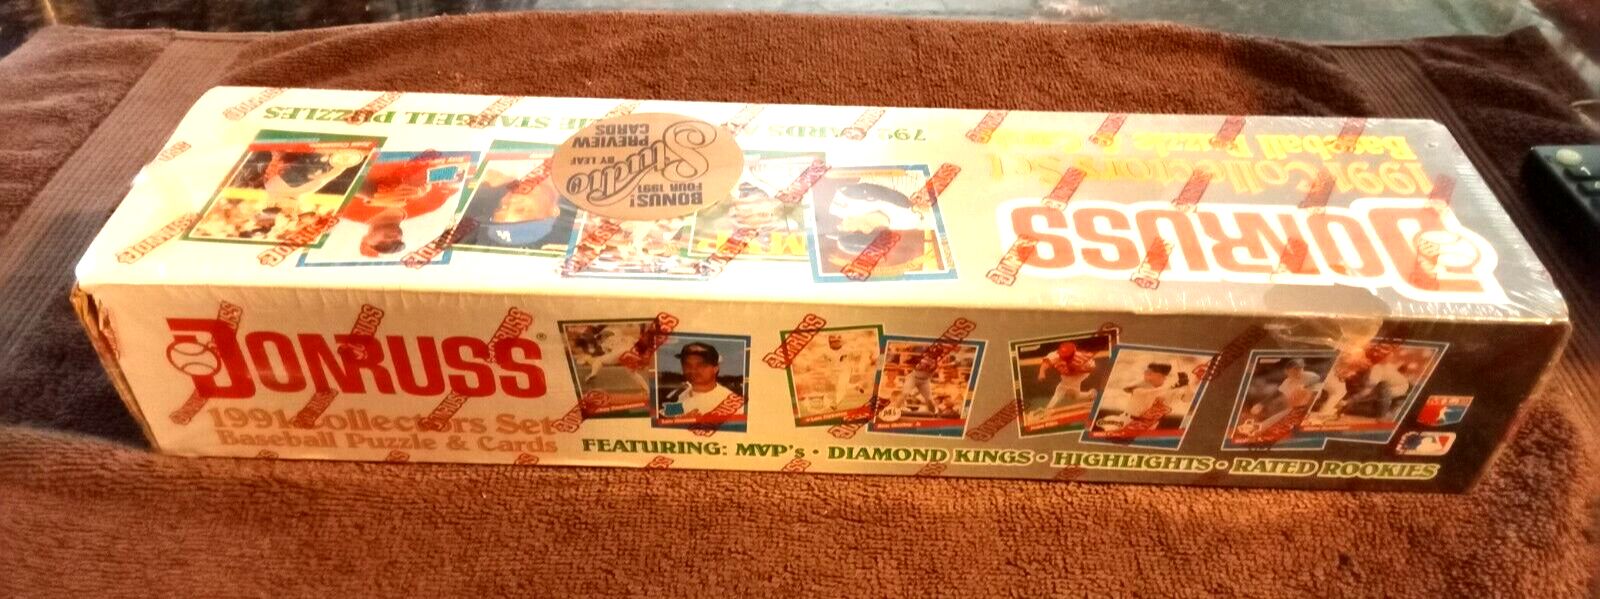 792 CARDS STARGELL PUZZLES
BONUS!
FOUR 1991
Studio
BY LEAF
PREVIEW
CARDS
DONRUSS
1991 Collectors Set
Baseball Puzzle &
DONRUSS®
1991 Collectors Set
Baseball Puzzle & Cards
FEATURING: MVP's • DIAMOND KINGS • HIGHLIGHTS • RATED ROOKIES